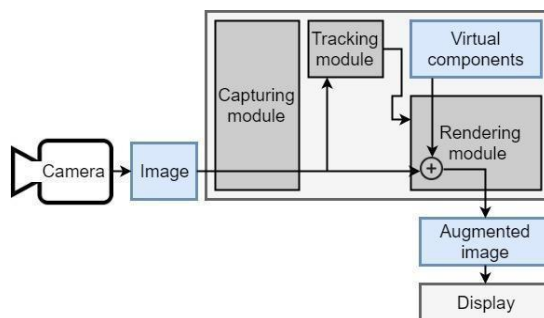 Tracking
module
Virtual
components
Capturing
module
Rendering
module
Camera
Image
+
Augmented
image
Display